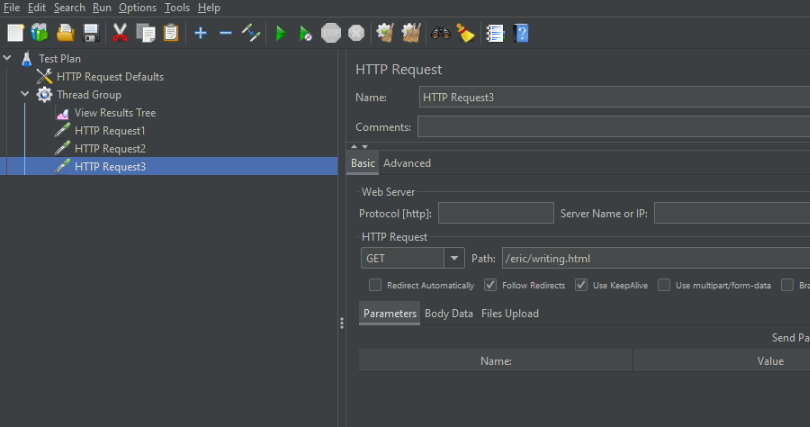 File Edit Search Run Options Tools Help
Test Plan
HTTP Request Defaults
Thread Group
View Results Tree
HTTP Request1
HTTP Request2
HTTP Request3
HTTP Request
Name: HTTP Request3
Comments:
Basic Advanced
Web Server
Protocol [http]: Server Name or IP:
HTTP Request
GET Path: /eric/writing.html
Redirect Automatically Follow Redirects Use KeepAlive Use multipart/form-data Bro
Parameters Body Data Files Upload
Send Pa
Name: Value